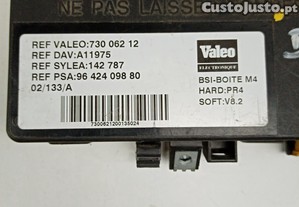 CustoJusto.pt
NE PAS LAISSE
REF VALEO:730 062 12
REF DAV:A11975
REF SYLEA:142 787
REF PSA:96 424 098 80
02/133/A
Valeo
ELECTRONIQUE
BSI-BOITE M4
HARD:PR4
SOFT:V8.2
7300621200135024